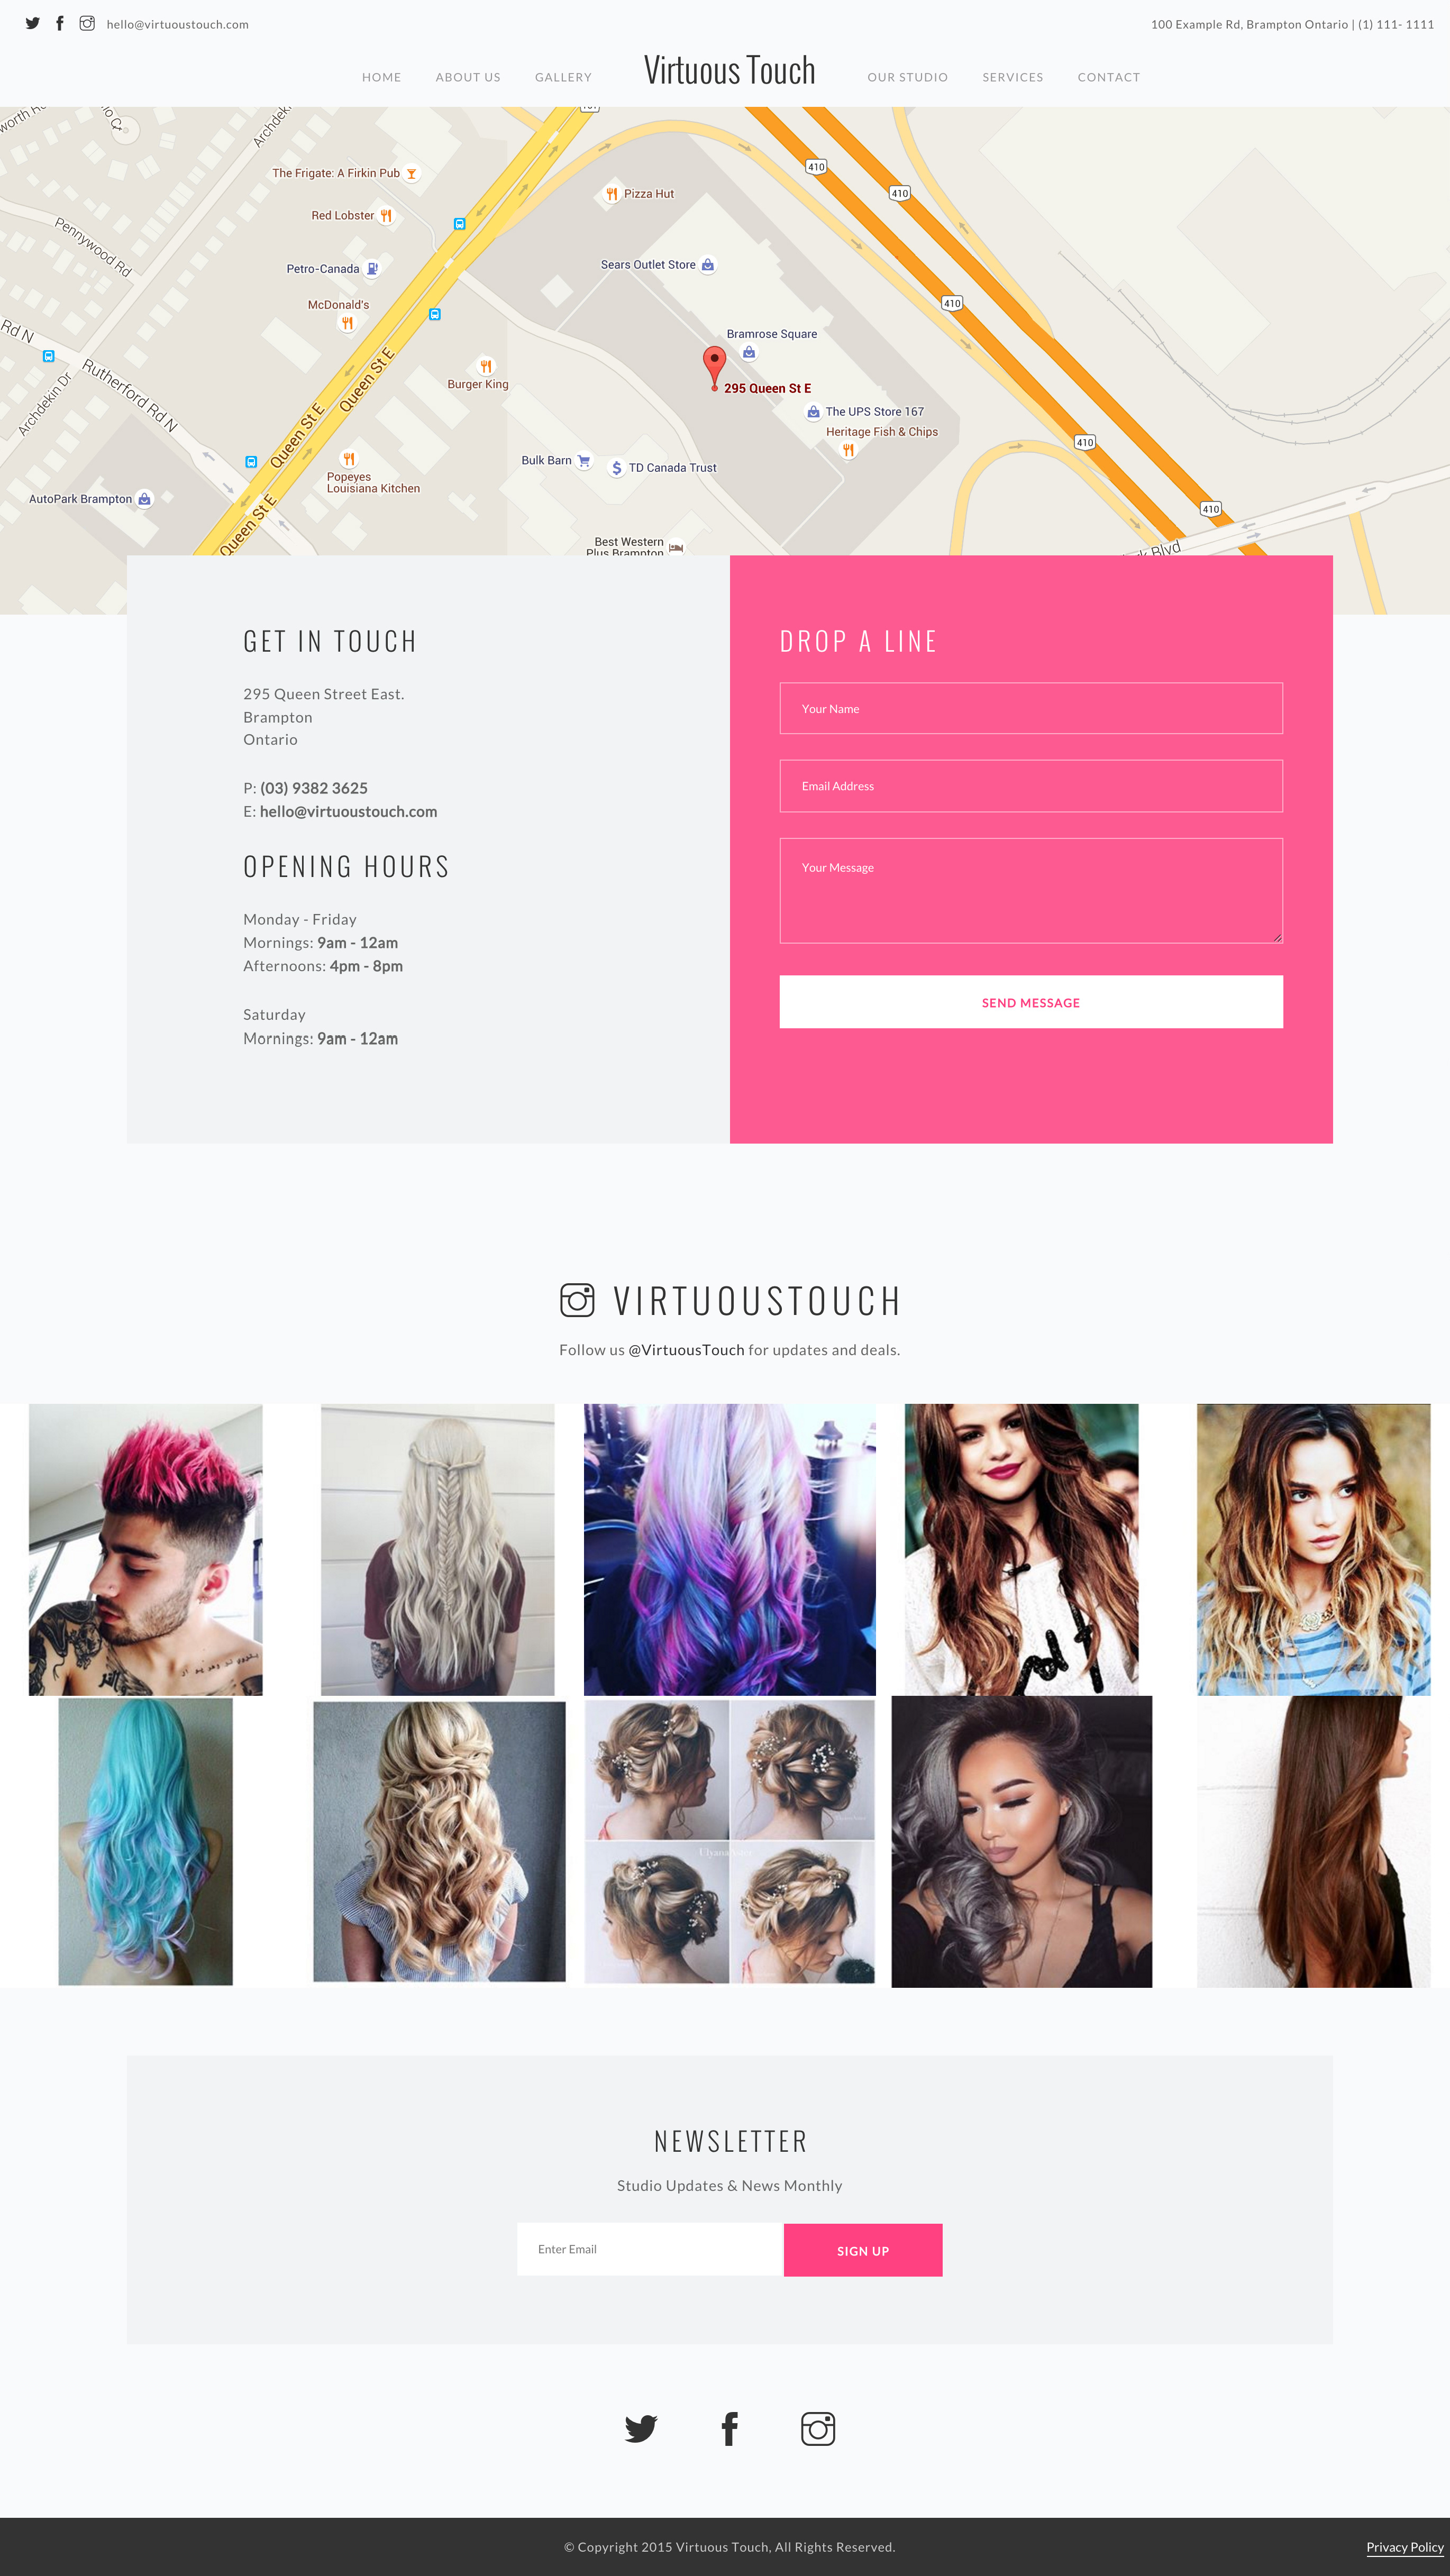 hello@virtuoustouch.com
100 Example Rd, Brampton Ontario | (1) 111- 1111
HOME
ABOUT US
GALLERY
Virtuous Touch
OUR STUDIO
SERVICES
CONTACT
Archdekin
The Frigate: A Firkin Pub
Pizza Hut
410
410
Red Lobster
Pennywood Rd
Petro-Canada
Sears Outlet Store
McDonald's
410
Rd N
Bramrose Square
Rutherford Rd N
Archdekin Dr
Queen St E
Burger King
295 Queen St E
The UPS Store 167
Heritage Fish & Chips
Queen St E
410
Bulk Barn
TD Canada Trust
Popeyes
Louisiana Kitchen
AutoPark Brampton
410
Queen St E
Best Western
Plus Brampton
Blvd
GET IN TOUCH
295 Queen Street East.
Brampton
Ontario
P: (03) 9382 3625
E: hello@virtuoustouch.com
OPENING HOURS
Monday - Friday
Mornings: 9am - 12am
Afternoons: 4pm - 8pm
Saturday
Mornings: 9am - 12am
DROP A LINE
Your Name
Email Address
Your Message
SEND MESSAGE
VIRTUOUSTOUCH
Follow us @VirtuousTouch for updates and deals.
NEWSLETTER
Studio Updates & News Monthly
Enter Email
SIGN UP
© Copyright 2015 Virtuous Touch, All Rights Reserved.
Privacy Policy